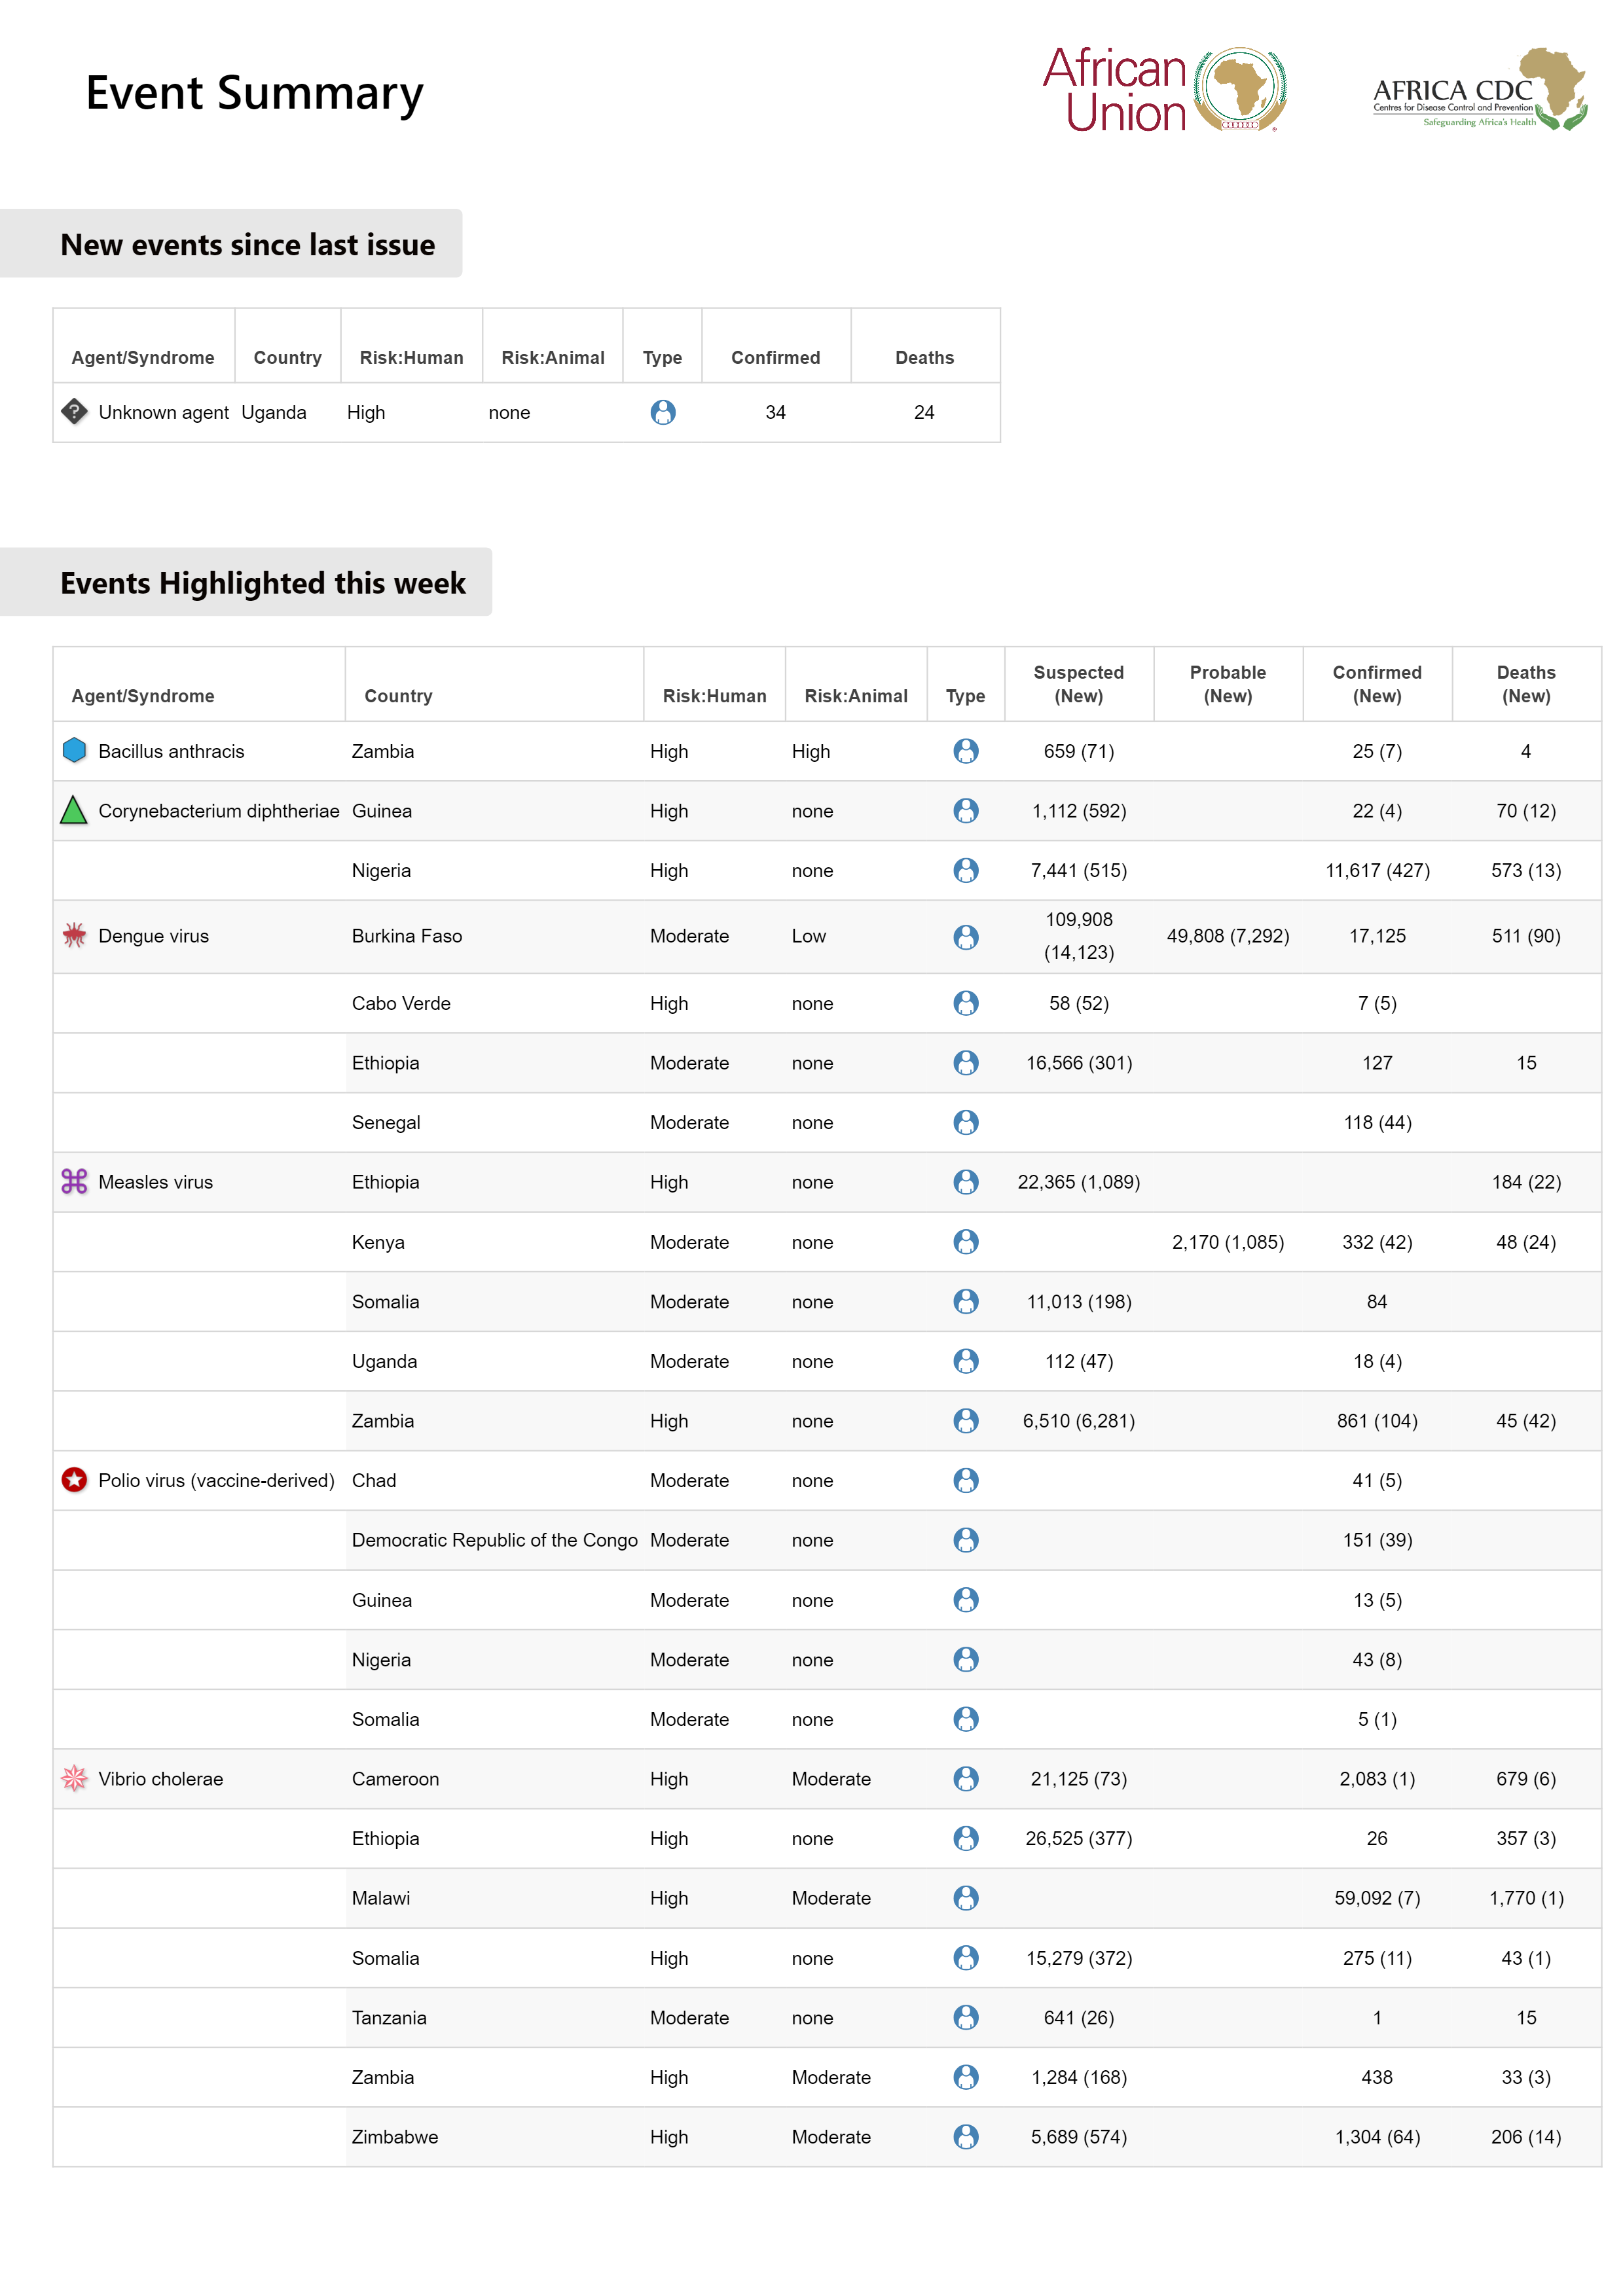 Event Summary
African
Union
AFRICA CDC
Centres for Disease Control and Prevention
Safeguarding Africa's Health
New events since last issue
Agent/Syndrome Country Risk:Human Risk:Animal Type Confirmed Deaths
Unknown agent Uganda High none 34 24
Events Highlighted this week
Agent/Syndrome Country Risk:Human Risk:Animal Type Suspected (New) Probable (New) Confirmed (New) Deaths (New)
Bacillus anthracis Zambia High High 659 (71) 25 (7) 4
Corynebacterium diphtheriae Guinea High none 1,112 (592) 22 (4) 70 (12)
Nigeria High none 7,441 (515) 11,617 (427) 573 (13)
Dengue virus Burkina Faso Moderate Low 109,908 (14,123) 49,808 (7,292) 17,125 511 (90)
Cabo Verde High none 58 (52) 7 (5)
Ethiopia Moderate none 16,566 (301) 127 15
Senegal Moderate none 118 (44)
Measles virus Ethiopia High none 22,365 (1,089) 184 (22)
Kenya Moderate none 2,170 (1,085) 332 (42) 48 (24)
Somalia Moderate none 11,013 (198) 84
Uganda Moderate none 112 (47) 18 (4)
Zambia High none 6,510 (6,281) 861 (104) 45 (42)
Polio virus (vaccine-derived) Chad Moderate none 41 (5)
Democratic Republic of the Congo Moderate none 151 (39)
Guinea Moderate none 13 (5)
Nigeria Moderate none 43 (8)
Somalia Moderate none 5 (1)
Vibrio cholerae Cameroon High Moderate 21,125 (73) 2,083 (1) 679 (6)
Ethiopia High none 26,525 (377) 26 357 (3)
Malawi High Moderate 59,092 (7) 1,770 (1)
Somalia High none 15,279 (372) 275 (11) 43 (1)
Tanzania Moderate none 641 (26) 1 15
Zambia High Moderate 1,284 (168) 438 33 (3)
Zimbabwe High Moderate 5,689 (574) 1,304 (64) 206 (14)